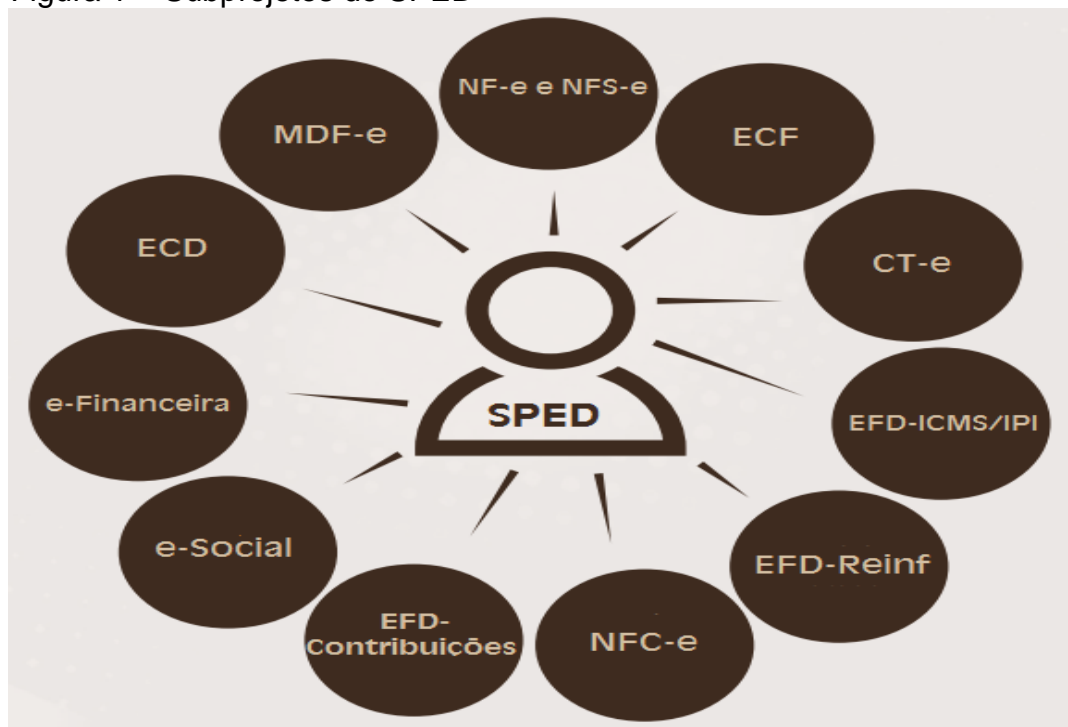 NF-e e NFS-e
MDF-e
ECF
ECD
CT-e
e-Financeira
SPED
EFD-ICMS/IPI
e-Social
EFD-Reinf
EFD-
Contribuições
NFC-e